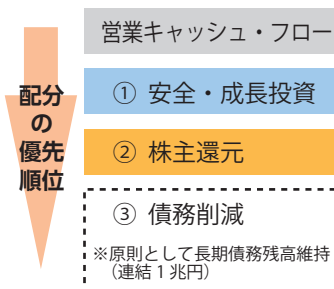 営業キャッシュ・フロー
配分
の
優先
順位
① 安全・成長投資
② 株主還元
③ 債務削減
※原則として長期債務残高維持
（連結1兆円）